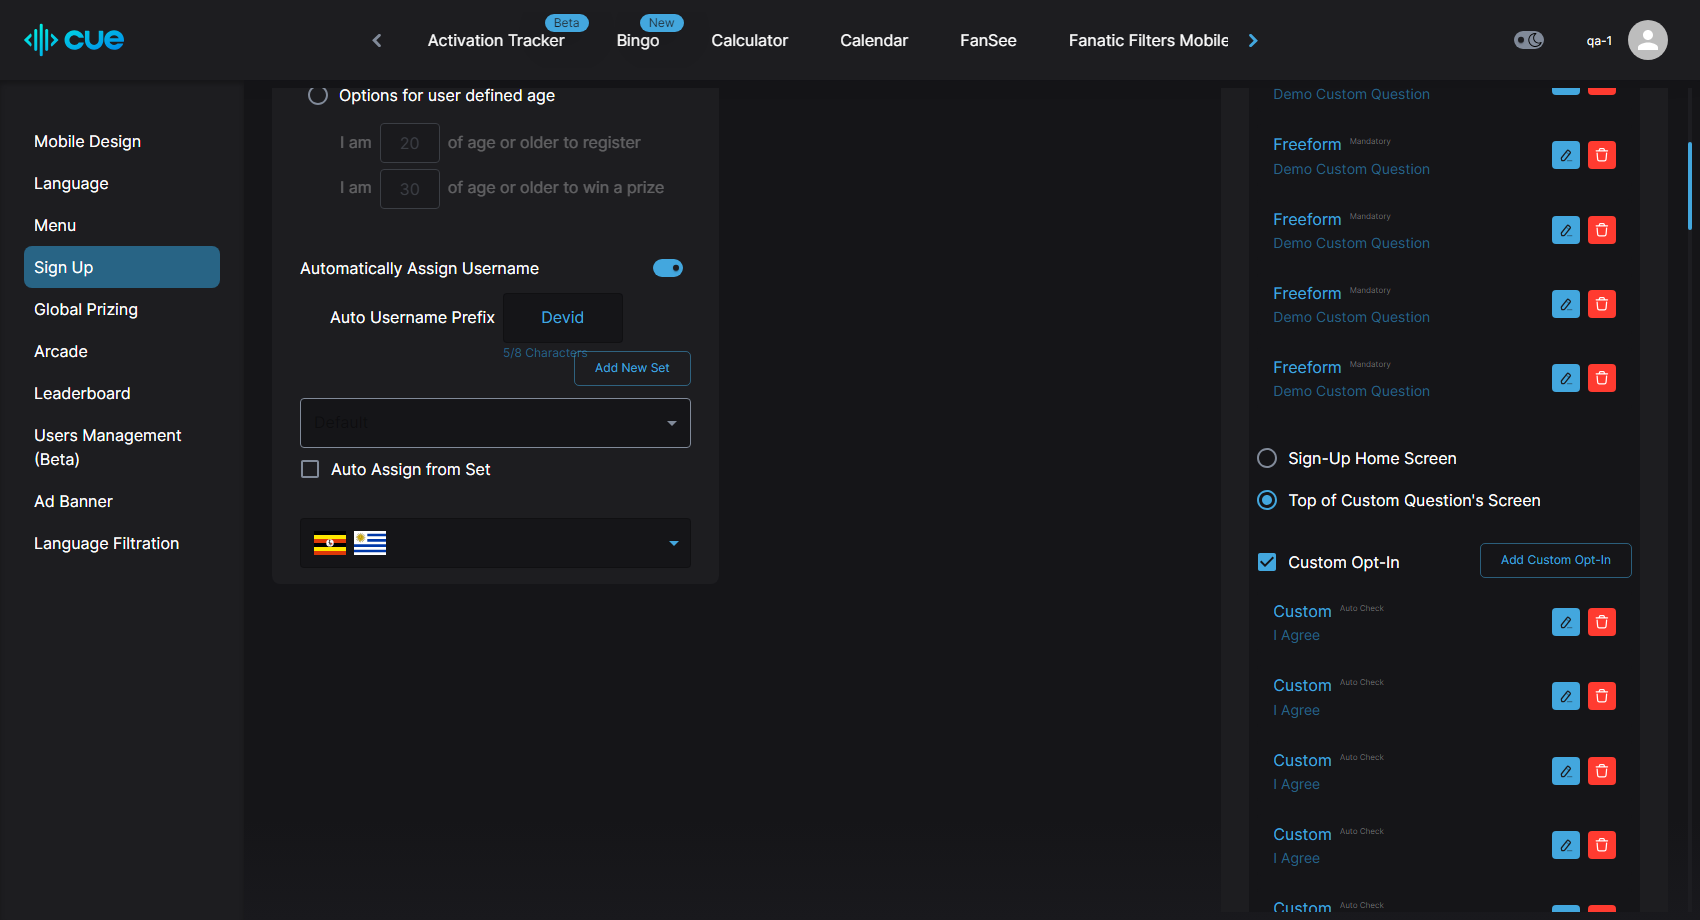 cue
Activation Tracker
Beta
Bingo
New
Calculator
Calendar
FanSee
Fanatic Filters Mobile
qa-1
Mobile Design
Language
Menu
Sign Up
Global Prizing
Arcade
Leaderboard
Users Management
(Beta)
Ad Banner
Language Filtration
Options for user defined age
I am 20 of age or older to register
I am 30 of age or older to win a prize
Automatically Assign Username
Auto Username Prefix Devid
5/8 Characters
Add New Set
Default
Auto Assign from Set
Demo Custom Question
Freeform Mandatory
Demo Custom Question
Freeform Mandatory
Demo Custom Question
Freeform Mandatory
Demo Custom Question
Freeform Mandatory
Demo Custom Question
Sign-Up Home Screen
Top of Custom Question's Screen
Custom Opt-In
Add Custom Opt-In
Custom Auto Check
I Agree
Custom Auto Check
I Agree
Custom Auto Check
I Agree
Custom Auto Check
I Agree
Custom Auto Check